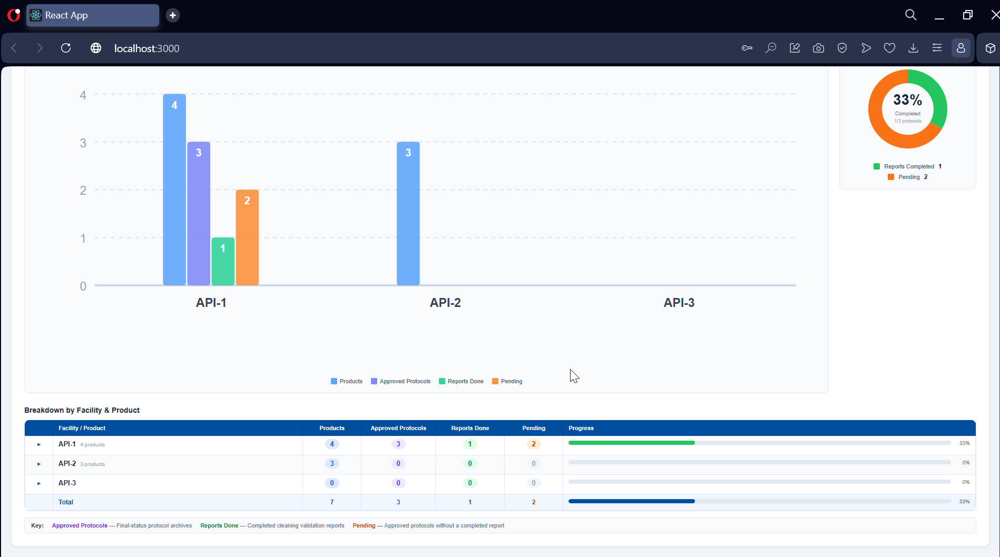 React App
localhost:3000
4
3
2
1
0
4
3
1
2
3
API-1
API-2
API-3
Products
Approved Protocols
Reports Done
Pending
33%
Completed
1/3 protocols
Reports Completed 1
Pending 2
Breakdown by Facility & Product
Facility / Product Products Approved Protocols Reports Done Pending Progress
► API-1 4 products 4 3 1 2 33%
► API-2 3 products 3 0 0 0 0%
► API-3 0 0 0 0 0%
Total 7 3 1 2 33%
Key: Approved Protocols — Final-status protocol archives Reports Done — Completed cleaning validation reports Pending — Approved protocols without a completed report